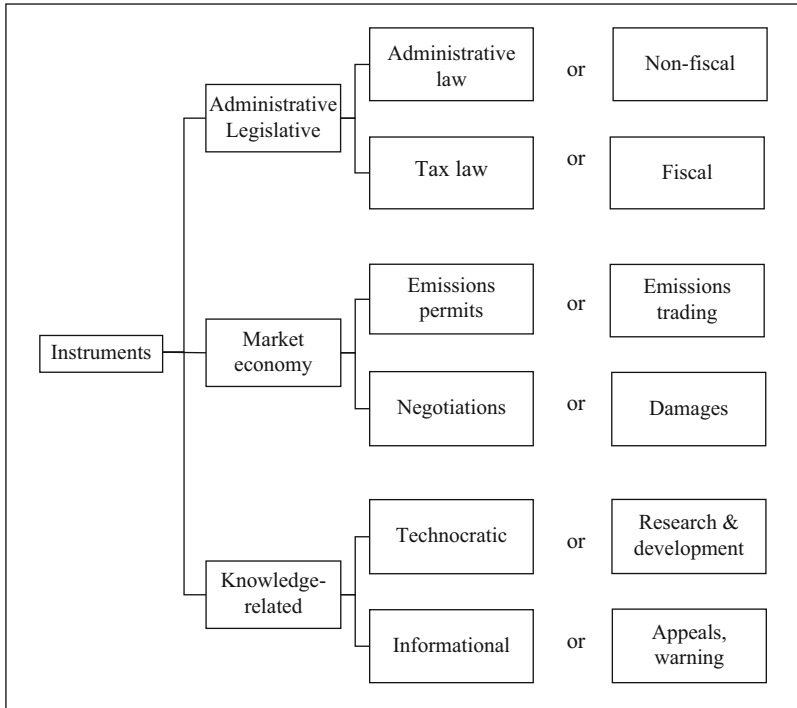 Instruments
Administrative
Legislative
Administrative
law
or
Non-fiscal
Tax law
or
Fiscal
Market
economy
Emissions
permits
or
Emissions
trading
Negotiations
or
Damages
Knowledge-
related
Technocratic
or
Research &
development
Informational
or
Appeals,
warning